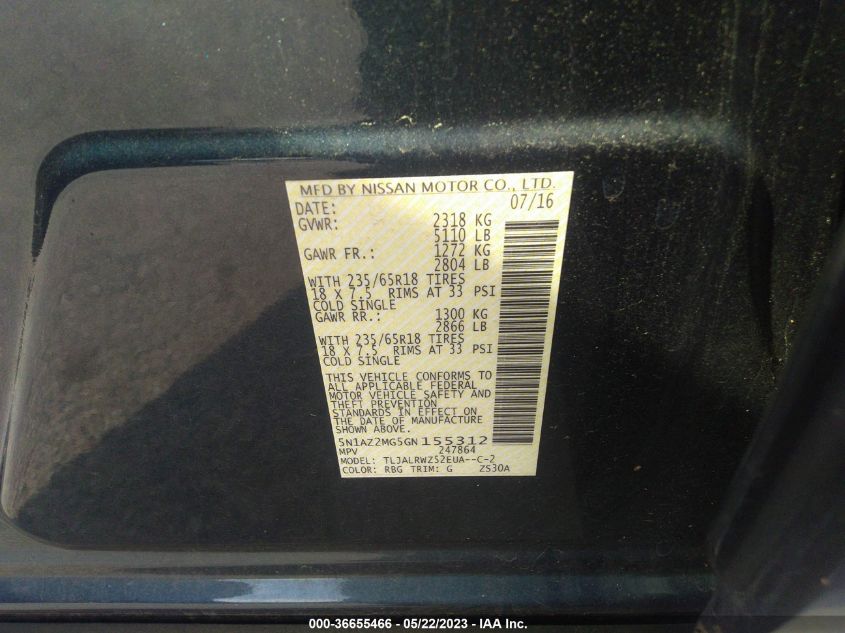 MFD BY NISSAN MOTOR CO., LTD.
DATE: 07/16
GVWR: 2318 KG
5110 LB
GAWR FR.: 1272 KG
2804 LB
WITH 235/65R18 TIRES
18 X 7.5 RIMS AT 33 PSI
COLD SINGLE
GAWR RR.: 1300 KG
2866 LB
WITH 235/65R18 TIRES
18 X 7.5 RIMS AT 33 PSI
COLD SINGLE
THIS VEHICLE CONFORMS TO
ALL APPLICABLE FEDERAL
MOTOR VEHICLE SAFETY AND
THEFT PREVENTION
STANDARDS IN EFFECT ON
THE DATE OF MANUFACTURE
SHOWN ABOVE.
5N1AZ2MG5GN155312
MPV 247864
MODEL: TLJALRWZS2EUA--C-2
COLOR: RBG TRIM: G ZS30A
000-36655466 - 05/22/2023 - IAA Inc.